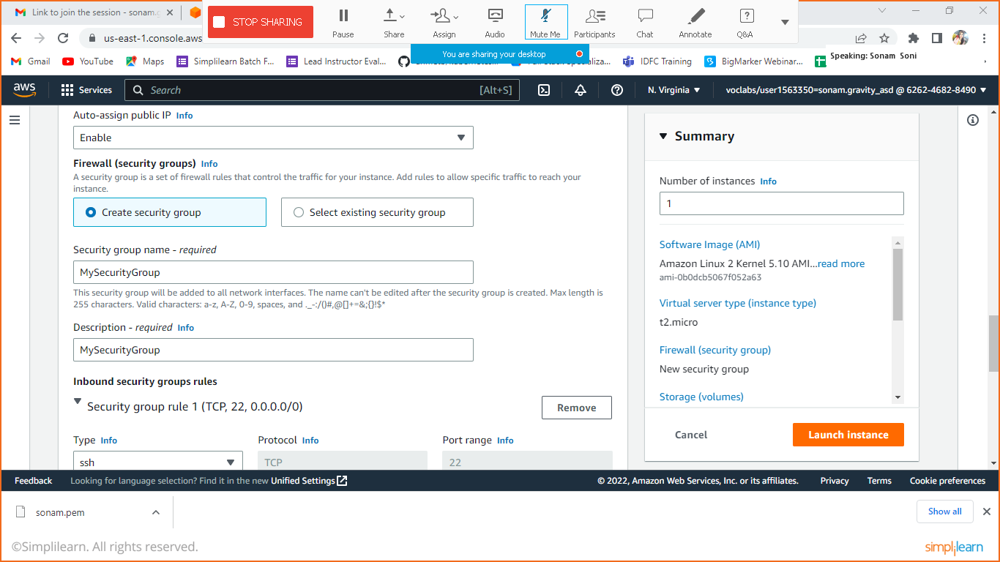 Link to join the session - sonam.g
STOP SHARING
Pause
Share
Assign
Audio
Mute Me
Participants
Chat
Annotate
Q&A
us-east-1.console.aws
You are sharing your desktop
Gmail
YouTube
Maps
Simplilearn Batch F...
Lead Instructor Eval...
IDFC Training
BigMarker Webinar...
Speaking: Sonam Soni
aws
Services
Search
[Alt+S]
N. Virginia
voclabs/user1563350=sonam.gravity_asd @ 6262-4682-8490
Auto-assign public IP Info
Enable
Firewall (security groups) Info
A security group is a set of firewall rules that control the traffic for your instance. Add rules to allow specific traffic to reach your
instance.
Create security group
Select existing security group
Security group name - required
MySecurityGroup
This security group will be added to all network interfaces. The name can't be edited after the security group is created. Max length is
255 characters. Valid characters: a-z, A-Z, 0-9, spaces, and ._-:/()#,@[]+=&;{}!$*
Description - required Info
MySecurityGroup
Inbound security groups rules
Security group rule 1 (TCP, 22, 0.0.0.0/0)
Remove
Type Info
Protocol Info
Port range Info
ssh
TCP
22
Summary
Number of instances Info
1
Software Image (AMI)
Amazon Linux 2 Kernel 5.10 AMI...read more
ami-0b0dcb5067f052a63
Virtual server type (instance type)
t2.micro
Firewall (security group)
New security group
Storage (volumes)
Cancel
Launch instance
Feedback
Looking for language selection? Find it in the new Unified Settings
© 2022, Amazon Web Services, Inc. or its affiliates.
Privacy
Terms
Cookie preferences
sonam.pem
Show all
©Simplilearn. All rights reserved.
simplilearn